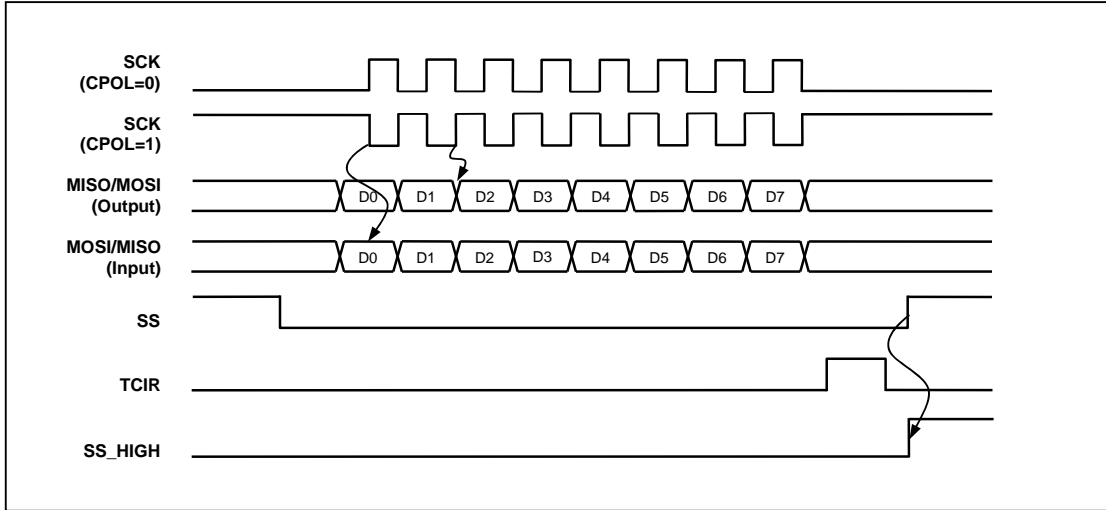 SCK
(CPOL=0)
SCK
(CPOL=1)
MISO/MOSI
(Output)
D0 D1 D2 D3 D4 D5 D6 D7
MOSI/MISO
(Input)
D0 D1 D2 D3 D4 D5 D6 D7
SS
TCIR
SS_HIGH